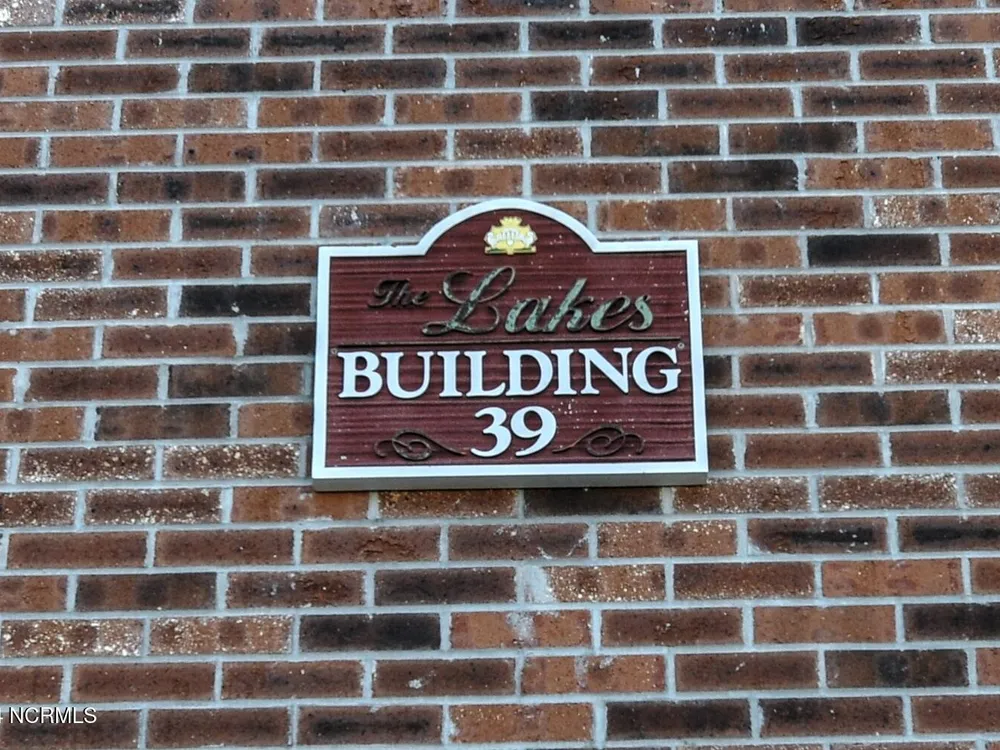 The Lakes
BUILDING
39
NCRMLS